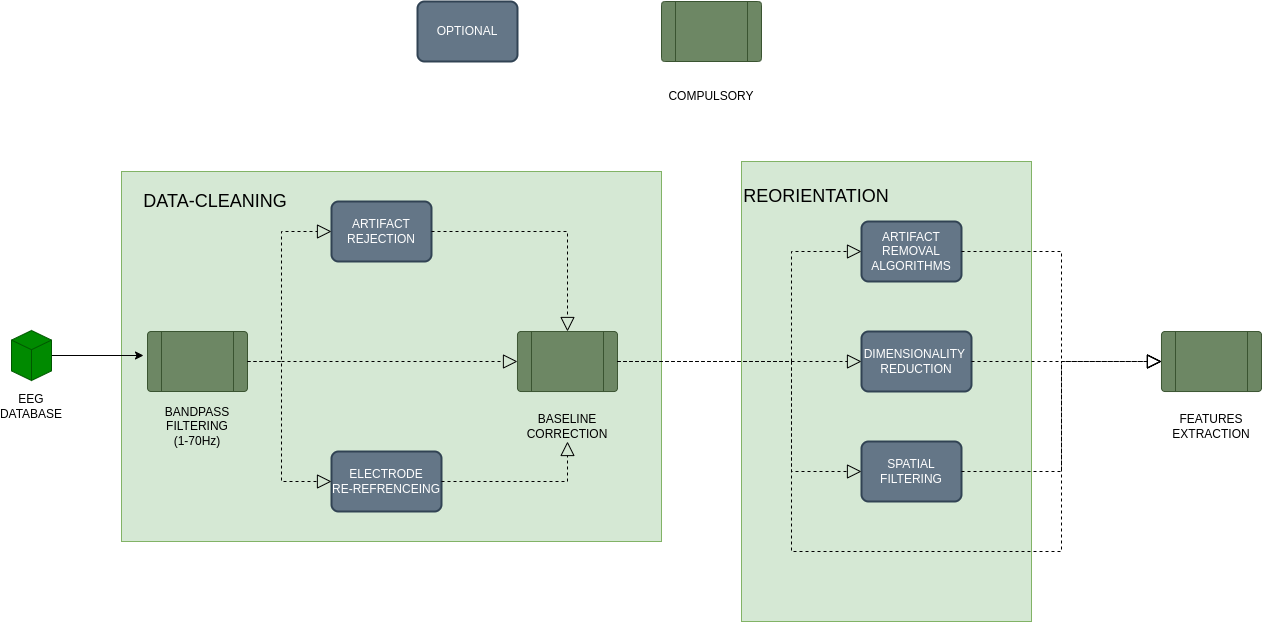 OPTIONAL
COMPULSORY
DATA-CLEANING
REORIENTATION
ARTIFACT
REJECTION
ARTIFACT
REMOVAL
ALGORITHMS
EEG
DATABASE
BANDPASS
FILTERING
(1-70Hz)
BASELINE
CORRECTION
DIMENSIONALITY
REDUCTION
FEATURES
EXTRACTION
ELECTRODE
RE-REFRENCEING
SPATIAL
FILTERING